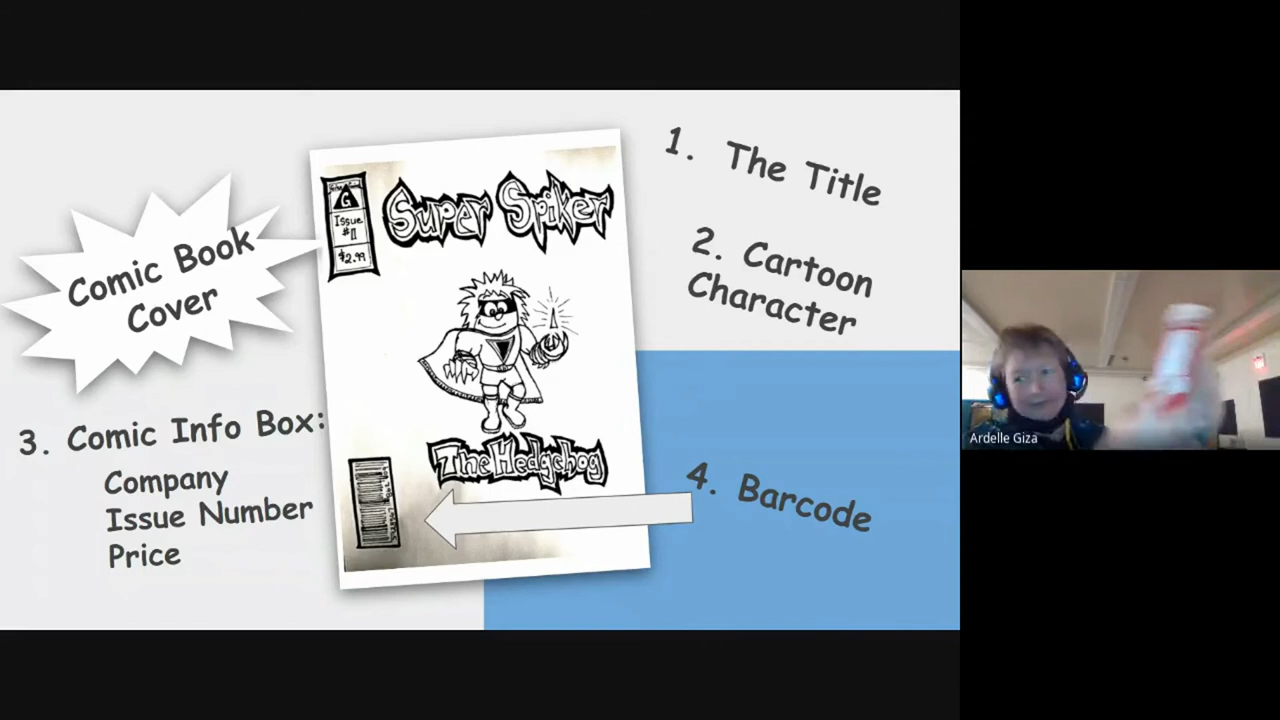 Comic Book
Cover
3. Comic Info Box:
Company
Issue Number
Price
G
Issue
#1
$2.99
Super Spiker
The Hedgehog
1. The Title
2. Cartoon
Character
4. Barcode
Ardelle Giza